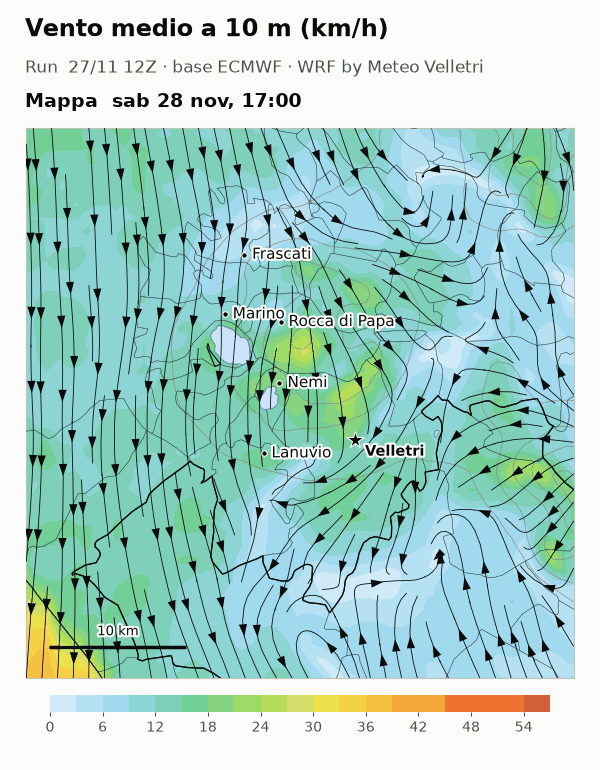 Vento medio a 10 m (km/h)
Run  27/11 12Z · base ECMWF · WRF by Meteo Velletri
Mappa  sab 28 nov, 17:00
Frascati
Marino
Rocca di Papa
Nemi
Velletri
Lanuvio
10 km
0 6 12 18 24 30 36 42 48 54